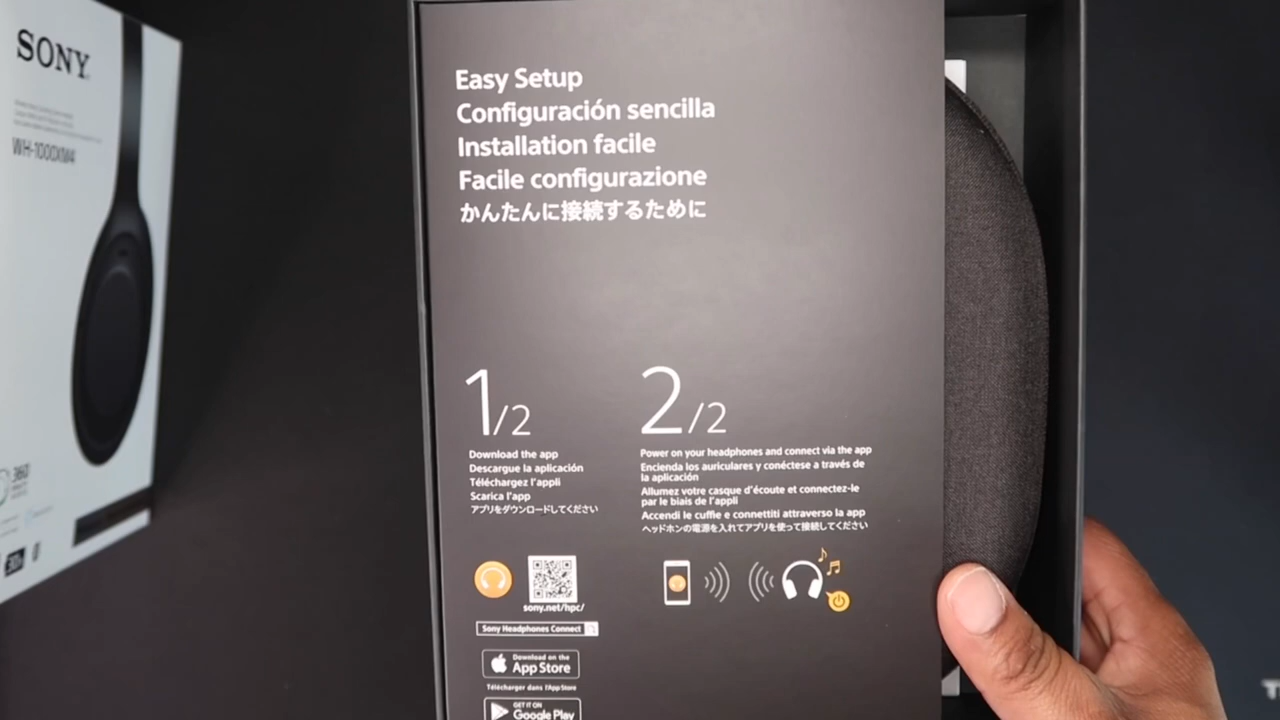 SONY
WH-1000XM4
360
Easy Setup
Configuración sencilla
Installation facile
Facile configurazione
かんたんに接続するために
1/2
Download the app
Descargue la aplicación
Téléchargez l'appli
Scarica l'app
アプリをダウンロードしてください
sony.net/hpc/
Sony Headphones Connect
Download on the
App Store
Télécharger dans l'App Store
GET IT ON
Google Play
2/2
Power on your headphones and connect via the app
Encienda los auriculares y conéctese a través de
la aplicación
Allumez votre casque d'écoute et connectez-le
par le biais de l'appli
Accendi le cuffie e connettiti attraverso la app
ヘッドホンの電源を入れてアプリを使って接続してください